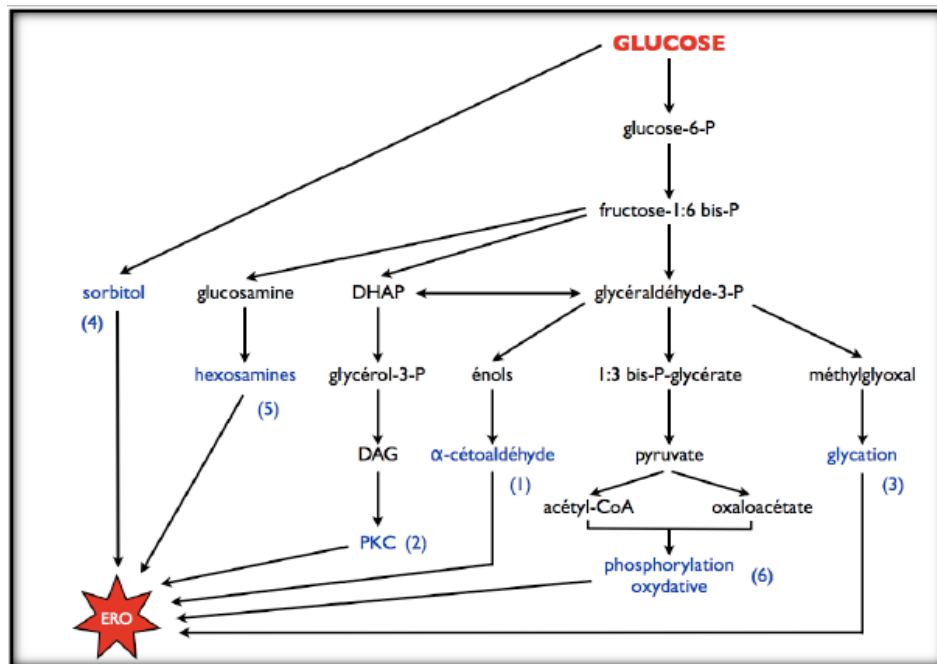 GLUCOSE
glucose-6-P
fructose-1:6 bis-P
sorbitol
(4)
glucosamine
DHAP
glycéraldéhyde-3-P
hexosamines
(5)
glycérol-3-P
énols
1:3 bis-P-glycérate
méthylglyoxal
DAG
α-cétoaldéhyde
(1)
pyruvate
glycation
(3)
acétyl-CoA
oxaloacétate
PKC (2)
phosphorylation
oxydative
(6)
ERO